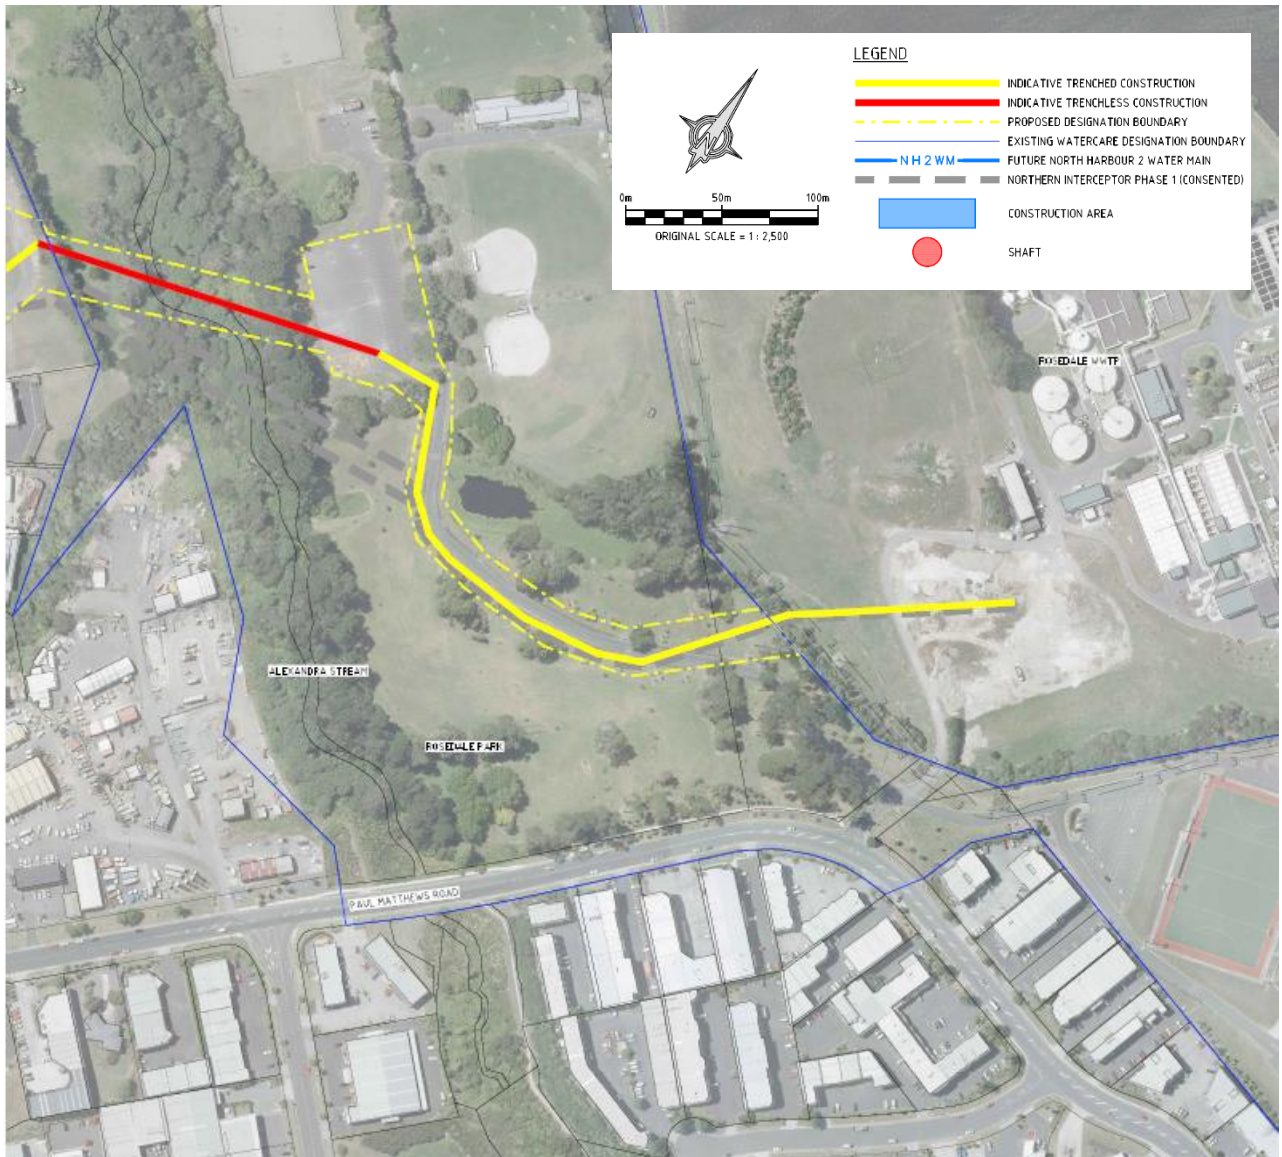 LEGEND
INDICATIVE TRENCHED CONSTRUCTION
INDICATIVE TRENCHLESS CONSTRUCTION
PROPOSED DESIGNATION BOUNDARY
EXISTING WATERCARE DESIGNATION BOUNDARY
NH2WM FUTURE NORTH HARBOUR 2 WATER MAIN
NORTHERN INTERCEPTOR PHASE 1 (CONSENTED)
CONSTRUCTION AREA
SHAFT
N
0m 50m 100m
ORIGINAL SCALE = 1: 2,500
ROSEDALE WWTP
ALEXANDRA STREAM
ROSEDALE PARK
PAUL MATTHEWS ROAD